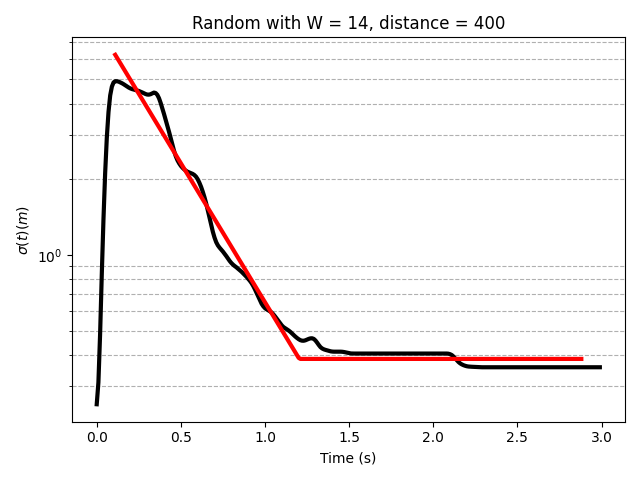 Random with W = 14, distance = 400
σ(t)(m)
10⁰
0.0 0.5 1.0 1.5 2.0 2.5 3.0
Time (s)